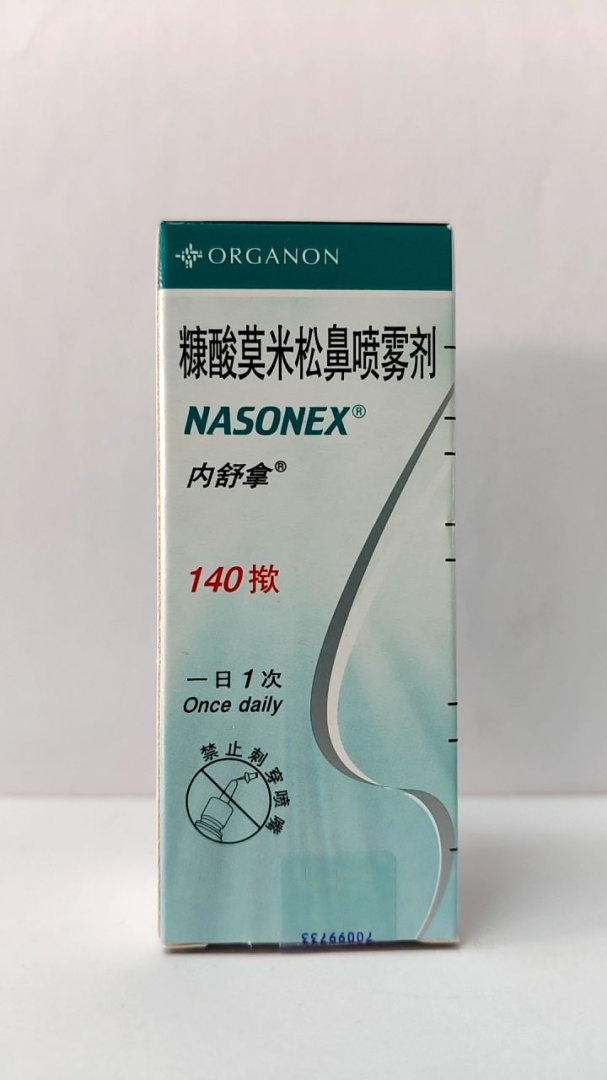 ORGANON
糠酸莫米松鼻喷雾剂
NASONEX®
内舒拿®
140揿
一日1次
Once daily
禁止刺穿喷嘴
70099733